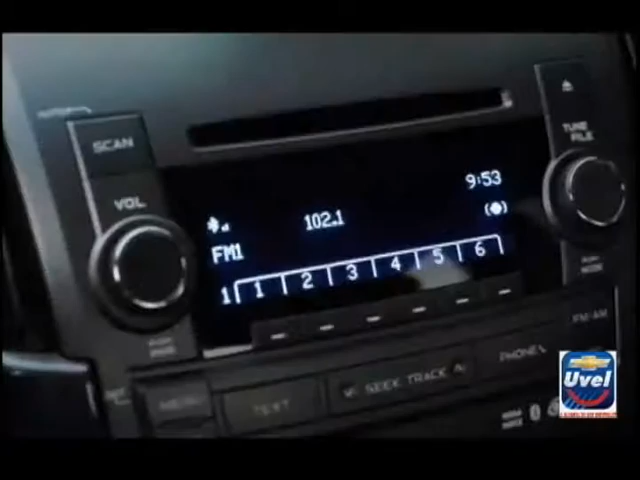 SCAN
TUNE
FILE
VOL
9:53
102.1
FM1
1 1 2 3 4 5 6
FM-AM
MENU
TEXT
SEEK TRACK
PHONE
Uvel